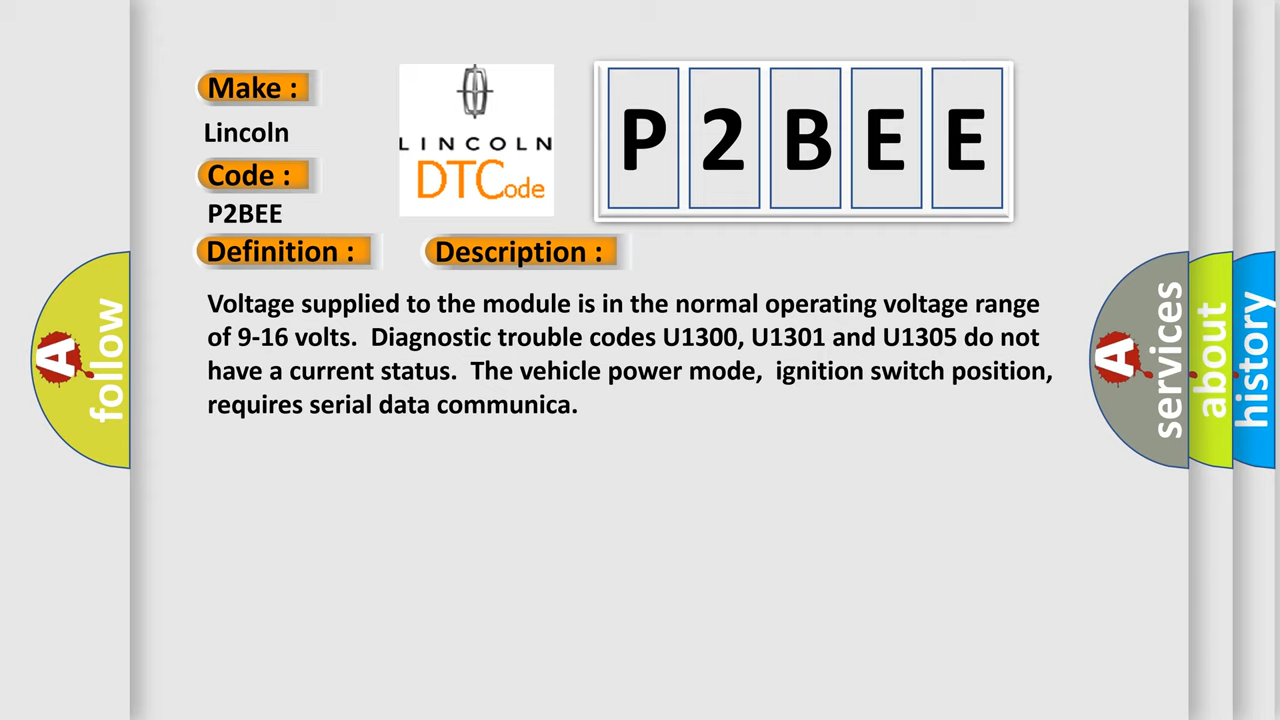 Make :
Lincoln
Code :
P2BEE
Definition :
Description :
LINCOLN
DTCode
P2BEE
Voltage supplied to the module is in the normal operating voltage range
of 9-16 volts  Diagnostic trouble codes U1300, U1301 and U1305 do not
have a current status  The vehicle power mode,  ignition switch position,
requires serial data communica.
A
follow
A
services
about
history